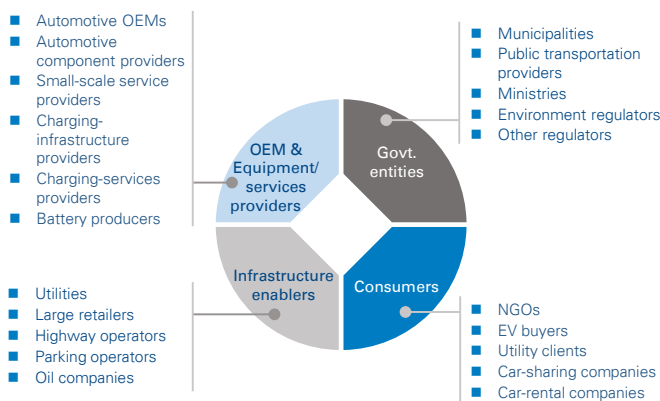 Automotive OEMs
Automotive
component providers
Small-scale service
providers
Charging-
infrastructure
providers
Charging-services
providers
Battery producers
Municipalities
Public transportation
providers
Ministries
Environment regulators
Other regulators
OEM &
Equipment/
services
providers
Govt.
entities
Infrastructure
enablers
Consumers
Utilities
Large retailers
Highway operators
Parking operators
Oil companies
NGOs
EV buyers
Utility clients
Car-sharing companies
Car-rental companies